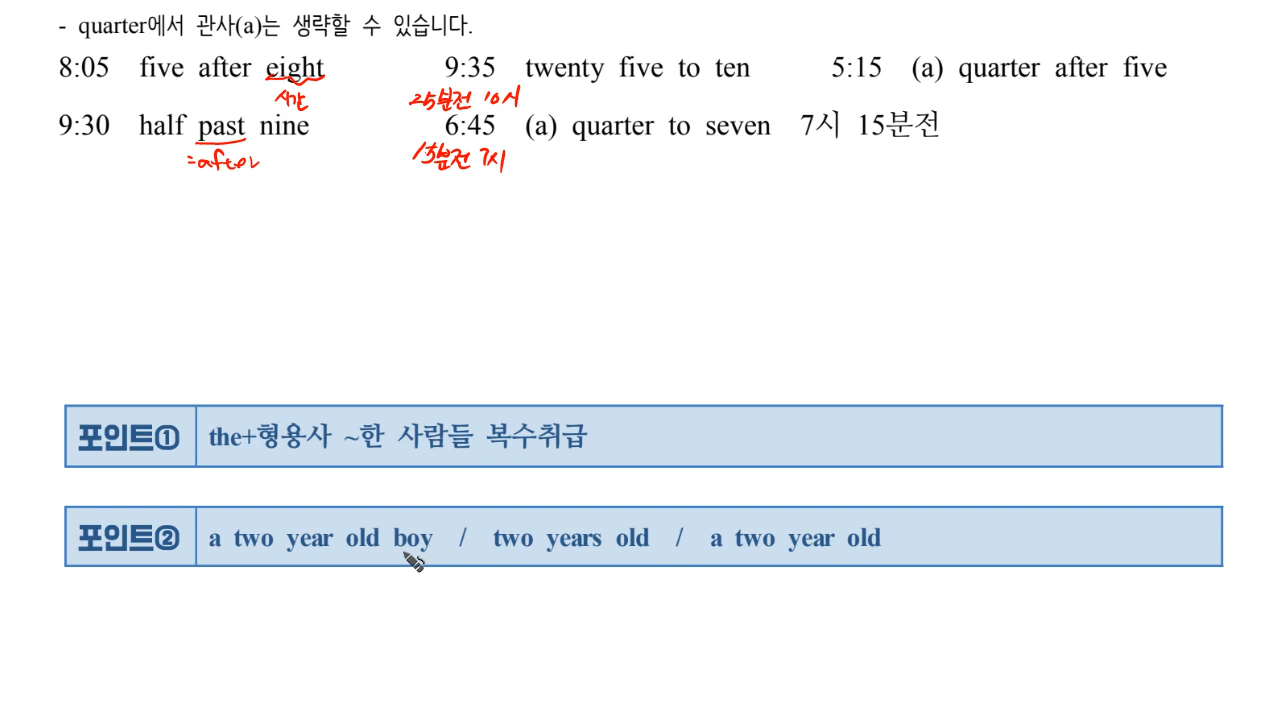 - quarter에서 관사(a)는 생략할 수 있습니다.
8:05 five after eight 9:35 twenty five to ten 5:15 (a) quarter after five
시간 25분전 10시
9:30 half past nine 6:45 (a) quarter to seven 7시 15분전
=after 15분전 7시
포인트① the+형용사 ~한 사람들 복수취급
포인트② a two year old boy / two years old / a two year old